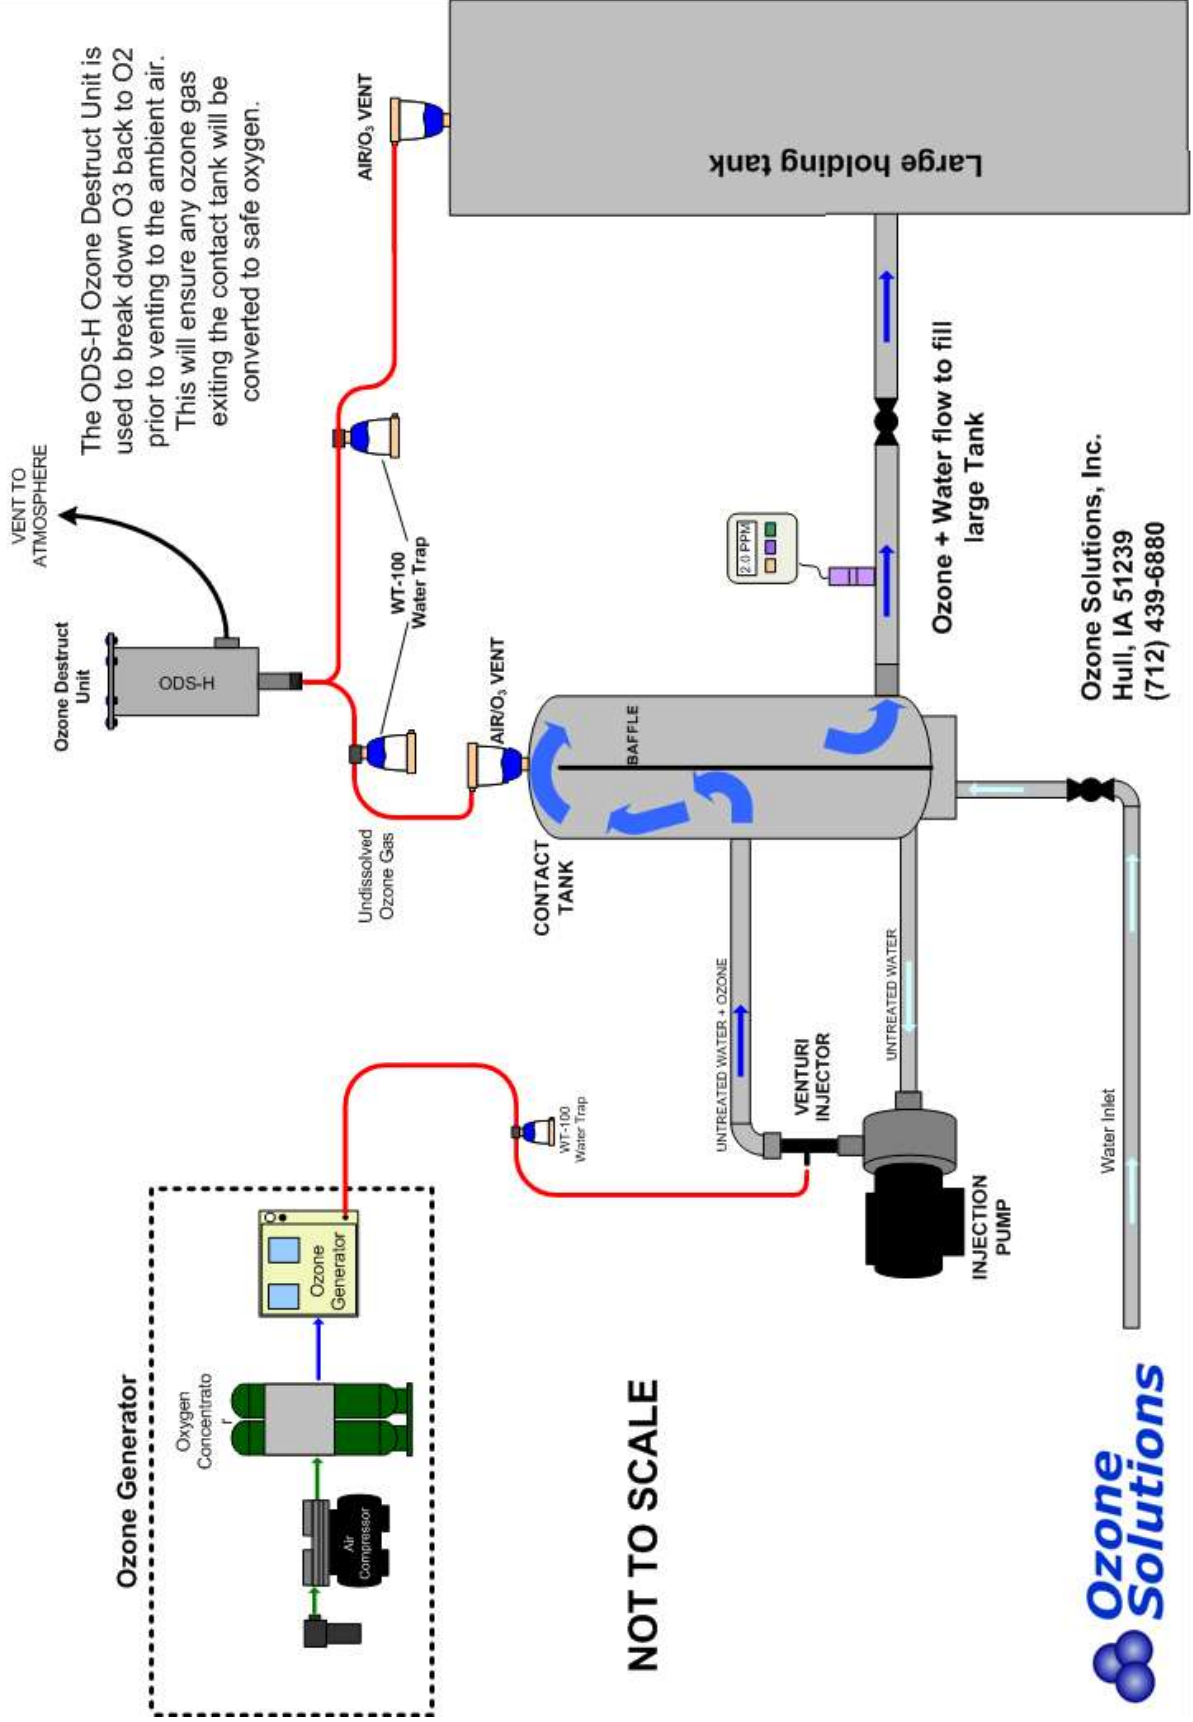 Ozone Generator
Oxygen
Concentrato
r
Air
Compressor
Ozone
Generator
WT-100
Water Trap
VENT TO
ATMOSPHERE
Ozone Destruct
Unit
ODS-H
The ODS-H Ozone Destruct Unit is
used to break down O3 back to O2
prior to venting to the ambient air.
This will ensure any ozone gas
exiting the contact tank will be
converted to safe oxygen.
Undissolved
Ozone Gas
WT-100
Water Trap
AIR/O₃ VENT
AIR/O₃ VENT
CONTACT
TANK
BAFFLE
UNTREATED WATER + OZONE
VENTURI
INJECTOR
UNTREATED WATER
INJECTION
PUMP
Water Inlet
2.0 PPM
Ozone + Water flow to fill
large Tank
Large holding tank
NOT TO SCALE
Ozone
Solutions
Ozone Solutions, Inc.
Hull, IA 51239
(712) 439-6880